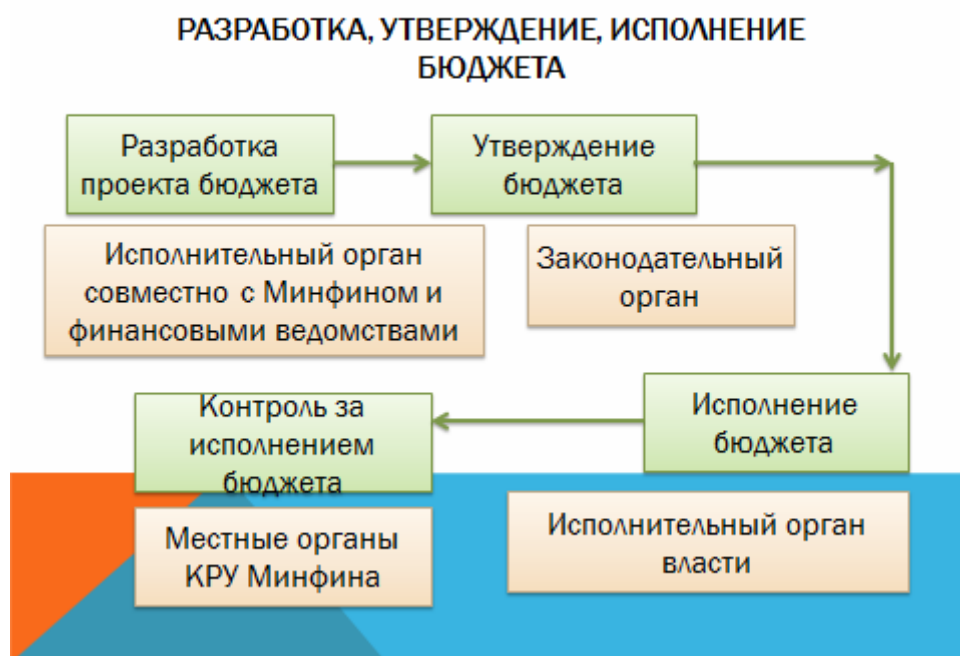 РАЗРАБОТКА, УТВЕРЖДЕНИЕ, ИСПОЛНЕНИЕ
БЮДЖЕТА
Разработка
проекта бюджета
Утверждение
бюджета
Исполнительный орган
совместно с Минфином и
финансовыми ведомствами
Законодательный
орган
Исполнение
бюджета
Исполнительный орган
власти
Контроль за
исполнением
бюджета
Местные органы
КРУ Минфина